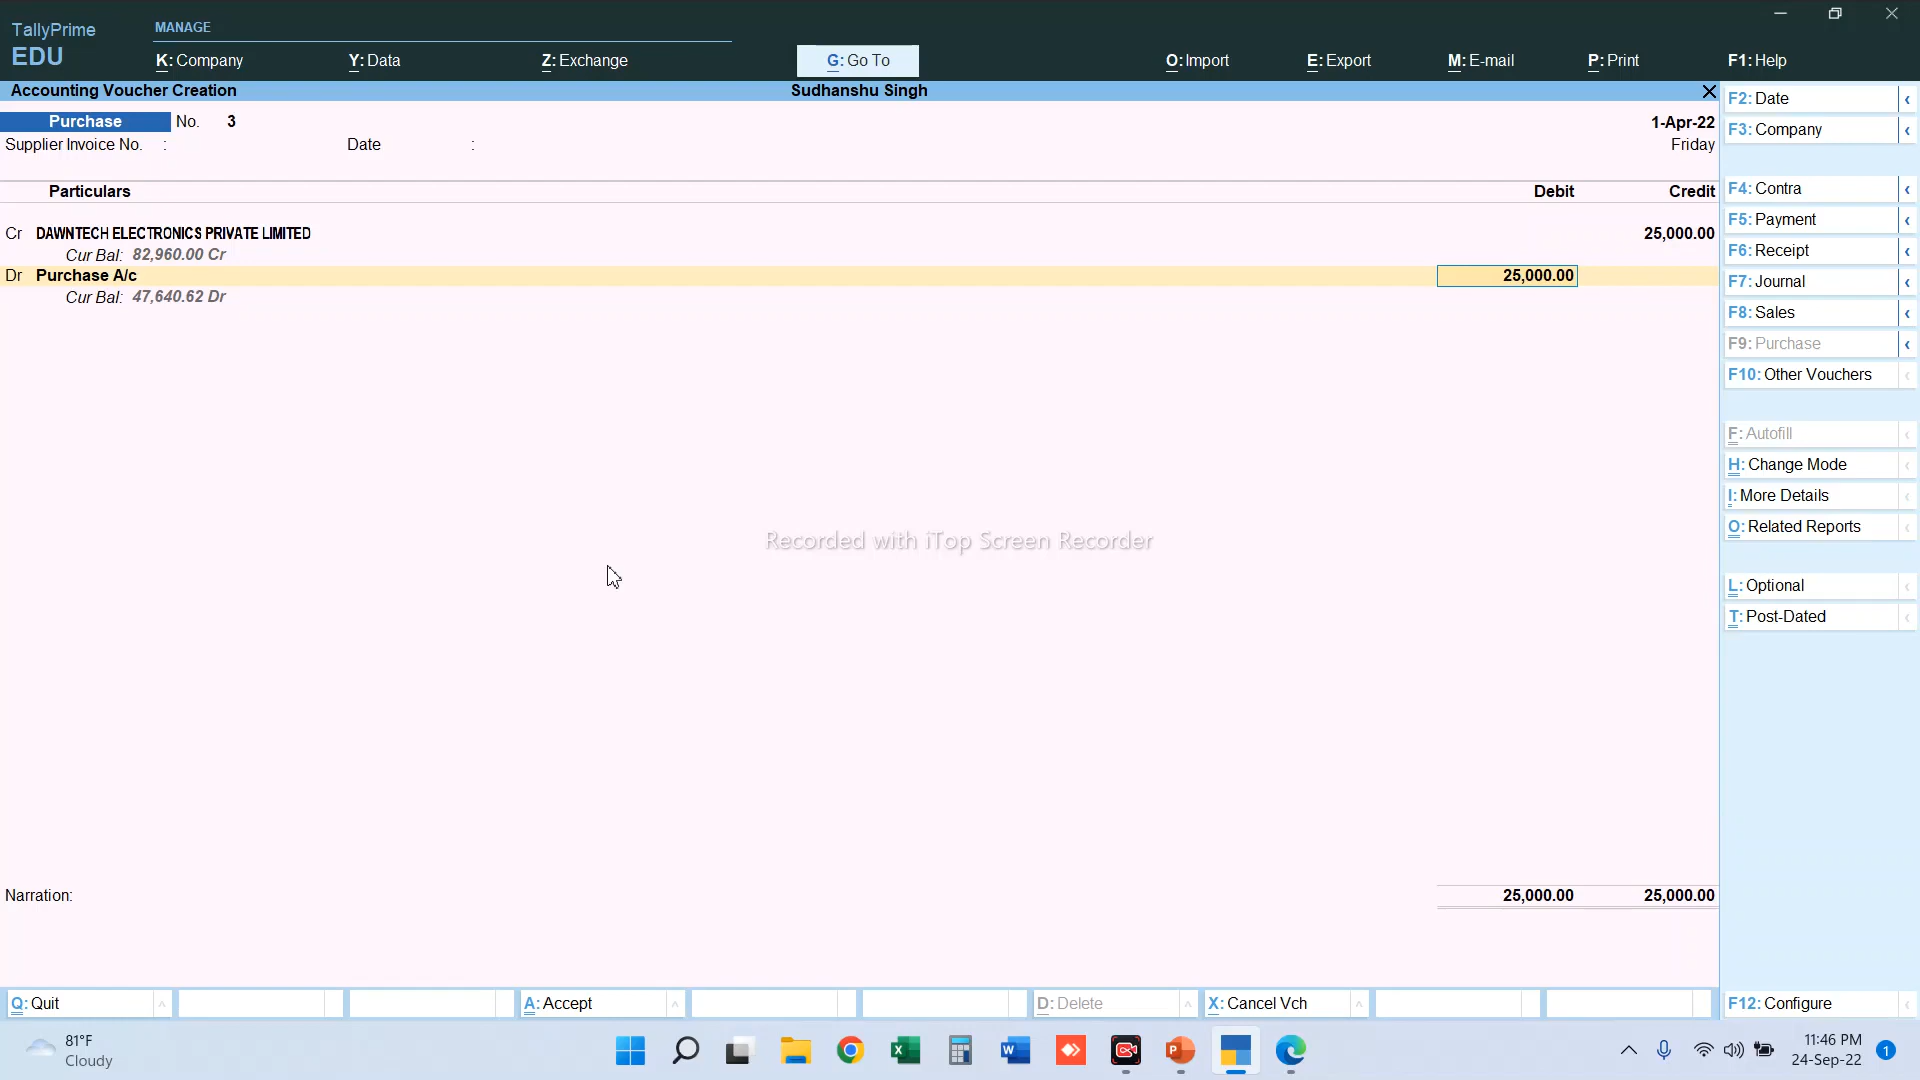 TallyPrime
EDU
MANAGE
K: Company
Y: Data
Z: Exchange
G: Go To
O: Import
E: Export
M: E-mail
P: Print
F1: Help
Accounting Voucher Creation
Sudhanshu Singh
Purchase No. 3
1-Apr-22
Supplier Invoice No. :
Date :
Friday
Particulars
Debit
Credit
Cr DAWNTECH ELECTRONICS PRIVATE LIMITED 25,000.00
Cur Bal: 82,960.00 Cr
Dr Purchase A/c 25,000.00
Cur Bal: 47,640.62 Dr
Recorded with iTop Screen Recorder
Narration:
25,000.00 25,000.00
F2: Date
F3: Company
F4: Contra
F5: Payment
F6: Receipt
F7: Journal
F8: Sales
F9: Purchase
F10: Other Vouchers
F: Autofill
H: Change Mode
I: More Details
O: Related Reports
L: Optional
T: Post-Dated
Q: Quit
A: Accept
D: Delete
X: Cancel Vch
F12: Configure
81°F
Cloudy
11:46 PM
24-Sep-22
1